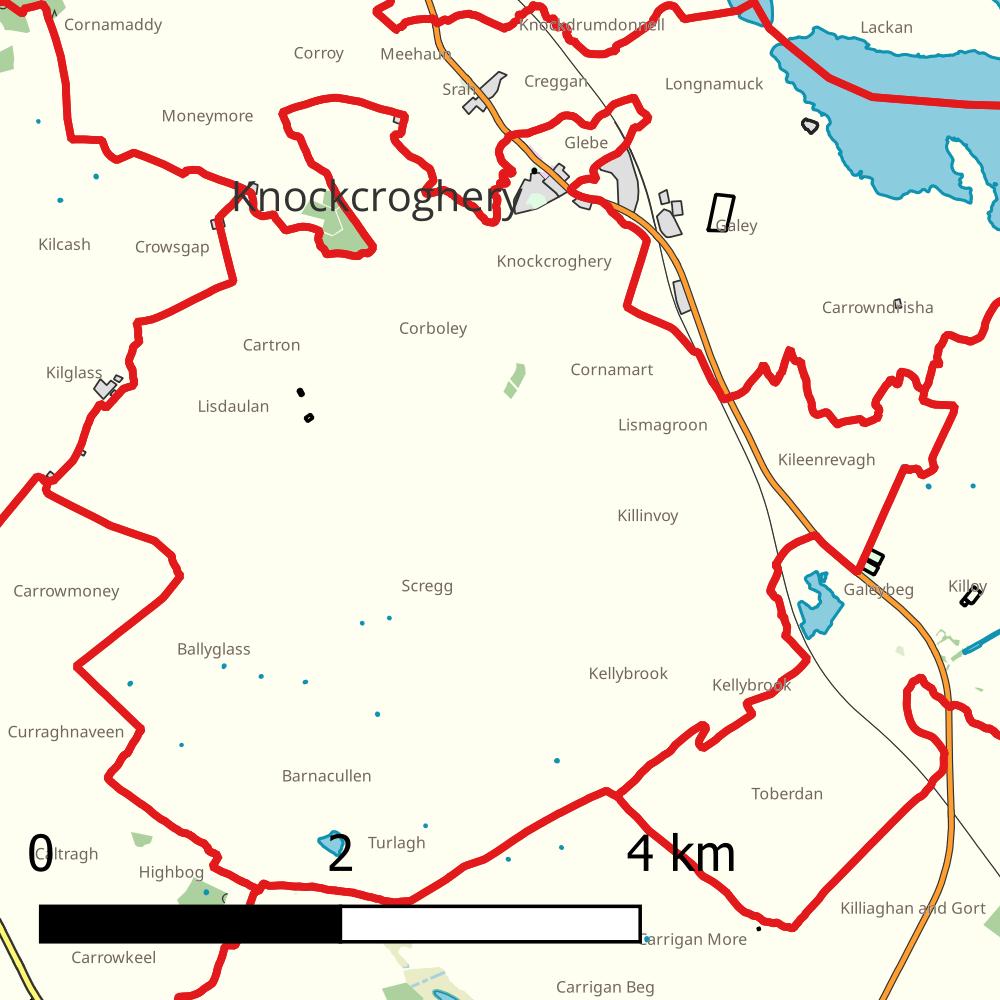 Cornamaddy
Knockdrumdonnell
Lackan
Corroy
Meehaun
Creggan
Longnamuck
Srah
Moneymore
Glebe
Knockcroghery
Galey
Kilcash
Crowsgap
Knockcroghery
Carrowndrisha
Corboley
Cartron
Kilglass
Cornamart
Lisdaulan
Lismagroon
Kileenrevagh
Killinvoy
Scregg
Carrowmoney
Galeybeg
Killoy
Ballyglass
Kellybrook
Kellybrook
Curraghnaveen
Barnacullen
Toberdan
Turlagh
0 2 4 km
Caltragh
Highbog
Killiaghan and Gort
Carrigan More
Carrowkeel
Carrigan Beg